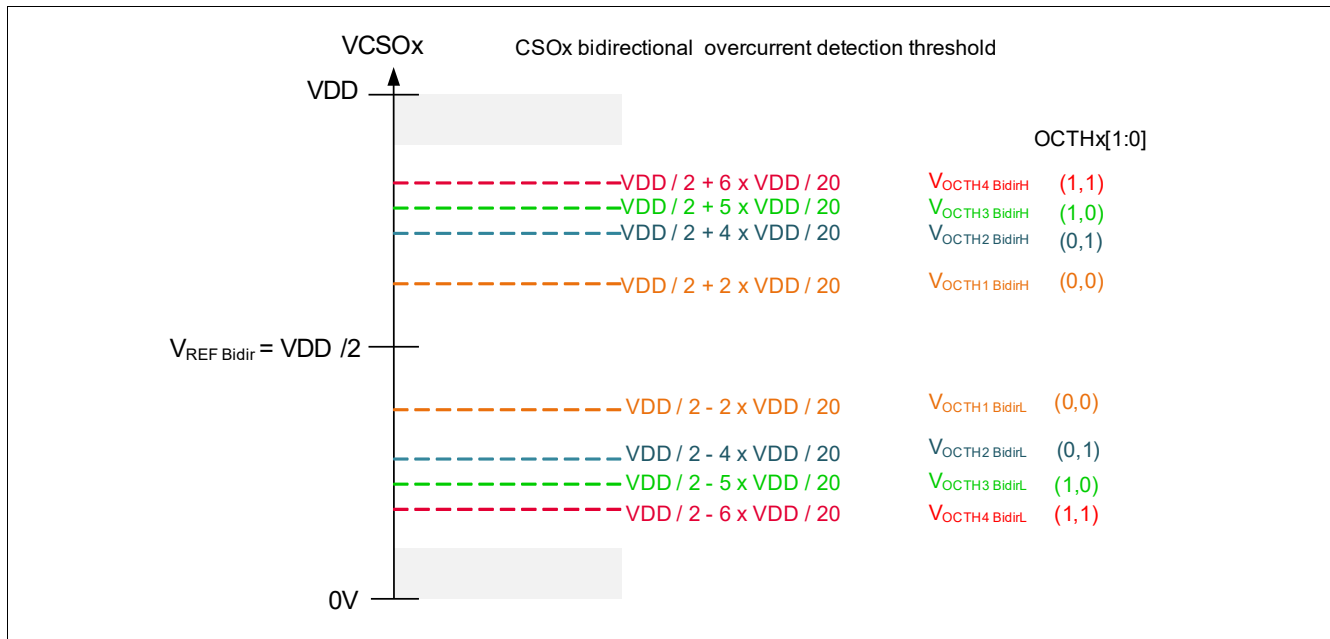 VCSOx CSOx bidirectional overcurrent detection threshold
VDD
OCTHx[1:0]
VDD / 2 + 6 x VDD / 20 VOCTH4 BidirH (1,1)
VDD / 2 + 5 x VDD / 20 VOCTH3 BidirH (1,0)
VDD / 2 + 4 x VDD / 20 VOCTH2 BidirH (0,1)
VDD / 2 + 2 x VDD / 20 VOCTH1 BidirH (0,0)
VREF Bidir = VDD /2
VDD / 2 - 2 x VDD / 20 VOCTH1 BidirL (0,0)
VDD / 2 - 4 x VDD / 20 VOCTH2 BidirL (0,1)
VDD / 2 - 5 x VDD / 20 VOCTH3 BidirL (1,0)
VDD / 2 - 6 x VDD / 20 VOCTH4 BidirL (1,1)
0V